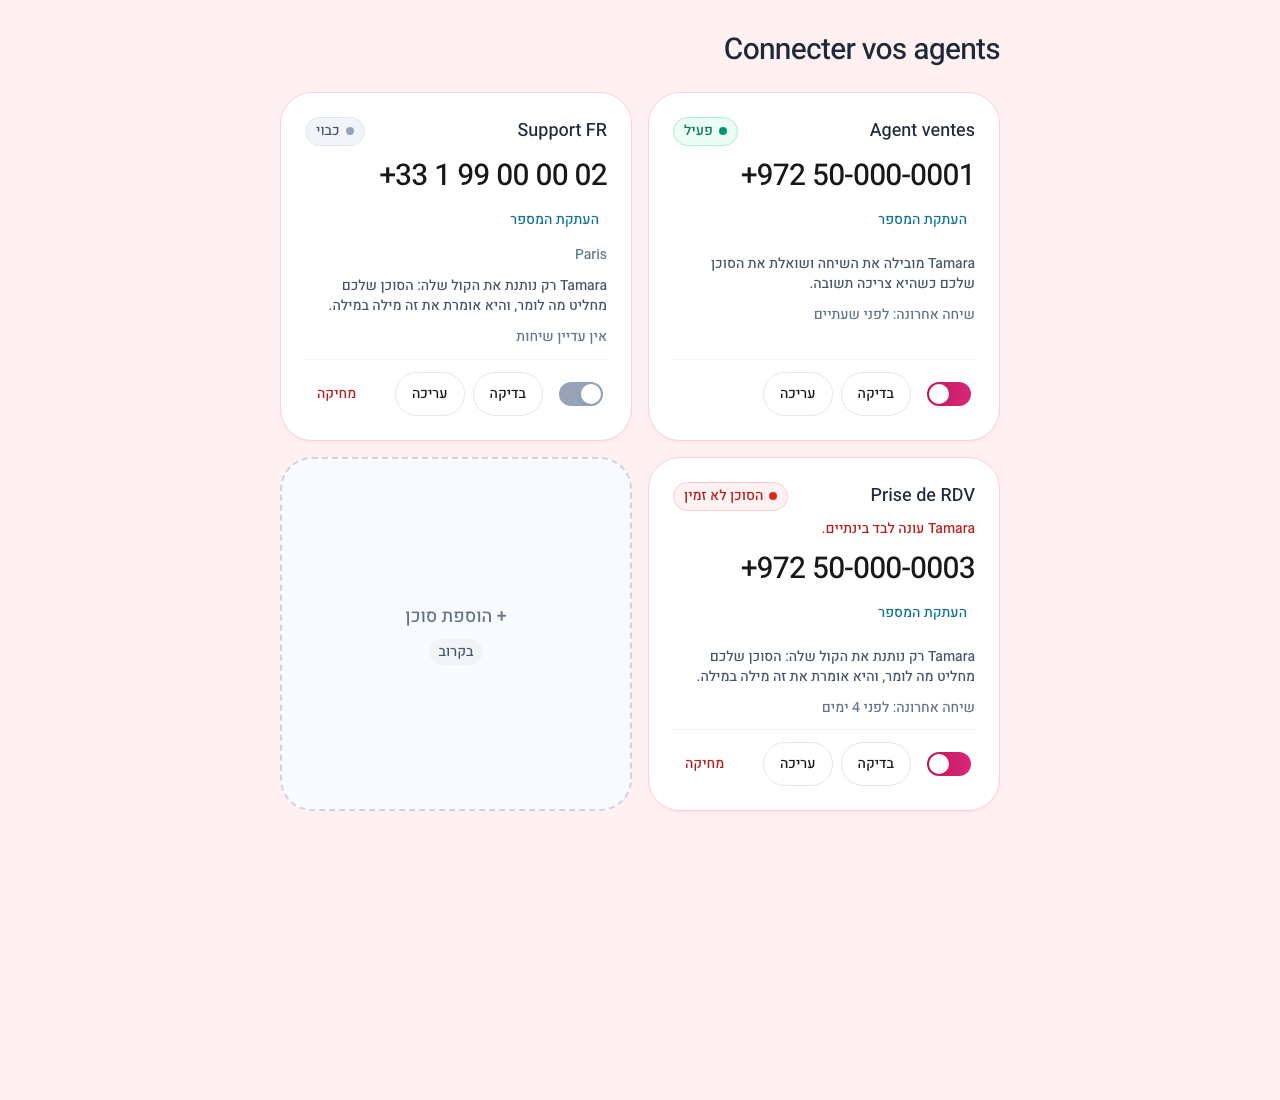 Connecter vos agents
Agent ventes
פעיל
+972 50-000-0001
העתקת המספר
Tamara מובילה את השיחה ושואלת את הסוכן
שלכם כשהיא צריכה תשובה.
שיחה אחרונה: לפני שעתיים
בדיקה
עריכה
Support FR
כבוי
+33 1 99 00 00 02
העתקת המספר
Paris
Tamara רק נותנת את הקול שלה: הסוכן שלכם
מחליט מה לומר, והיא אומרת את זה מילה במילה.
אין עדיין שיחות
בדיקה
עריכה
מחיקה
Prise de RDV
הסוכן לא זמין
Tamara עונה לבד בינתיים.
+972 50-000-0003
העתקת המספר
Tamara רק נותנת את הקול שלה: הסוכן שלכם
מחליט מה לומר, והיא אומרת את זה מילה במילה.
שיחה אחרונה: לפני 4 ימים
בדיקה
עריכה
מחיקה
+ הוספת סוכן
בקרוב